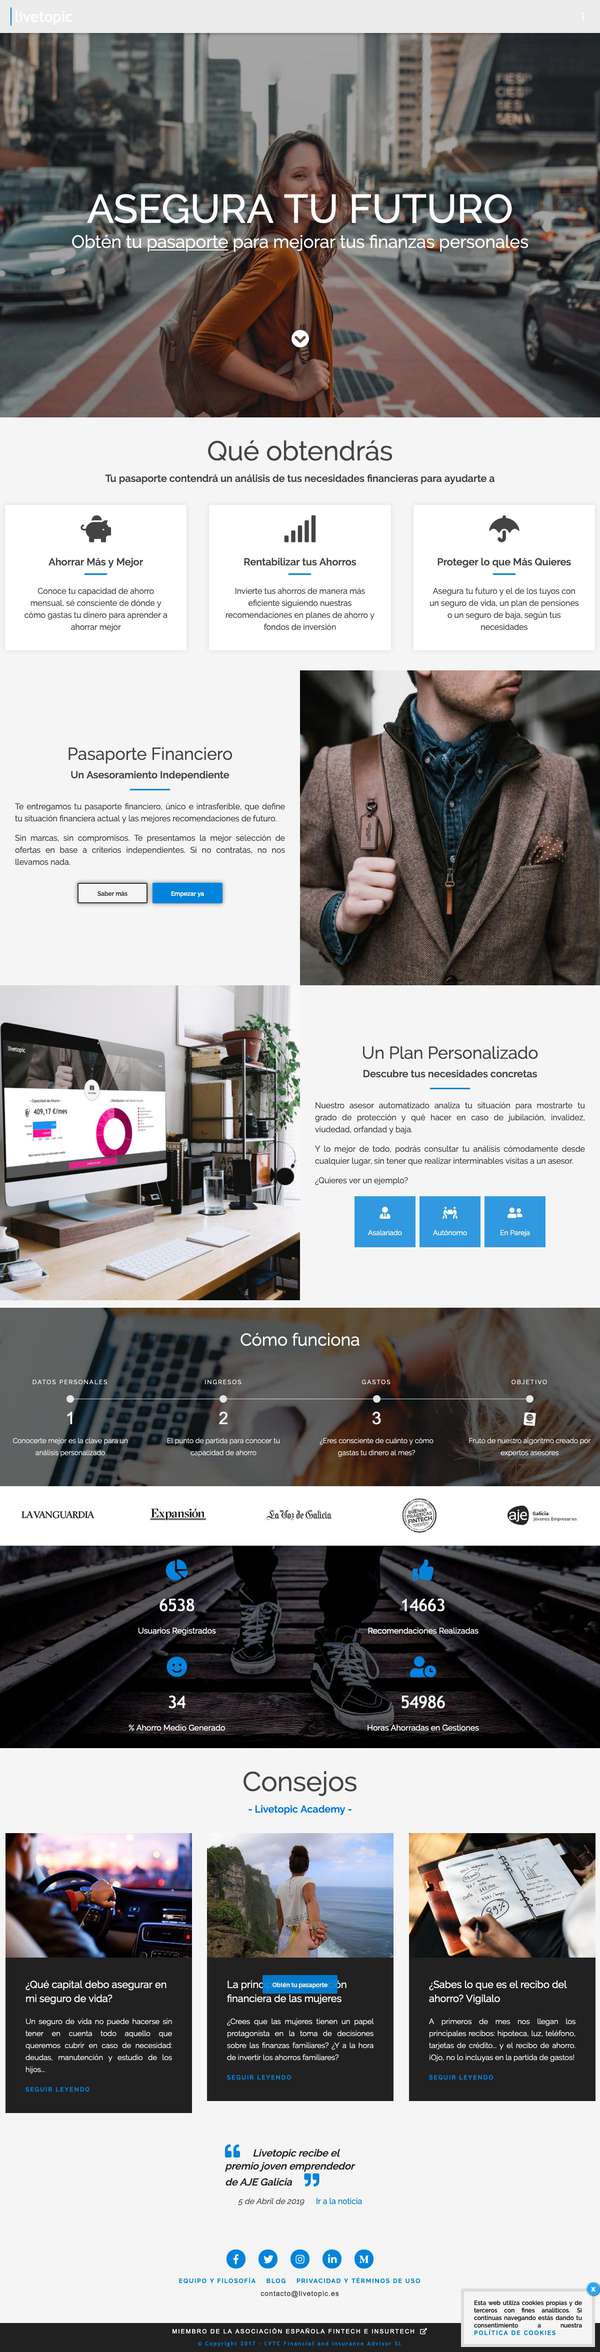 livetopic
ASEGURA TU FUTURO
Obtén tu pasaporte para mejorar tus finanzas personales
Qué obtendrás
Tu pasaporte contendrá un análisis de tus necesidades financieras para ayudarte a
Ahorrar Más y Mejor
Conoce tu capacidad de ahorro
mensual, sé consciente de dónde y
cómo gastas tu dinero para aprender a
ahorrar mejor
Rentabilizar tus Ahorros
Invierte tus ahorros de manera más
eficiente siguiendo nuestras
recomendaciones en planes de ahorro y
fondos de inversión
Proteger lo que Más Quieres
Asegura tu futuro y el de los tuyos con
un seguro de vida, un plan de pensiones
o un seguro de baja, según tus
necesidades
Pasaporte Financiero
Un Asesoramiento Independiente
Te entregamos tu pasaporte financiero, único e intrasferible, que define
tu situación financiera actual y las mejores recomendaciones de futuro.
Sin marcas, sin compromisos. Te presentamos la mejor selección de
ofertas en base a criterios independientes. Si no contratas, no nos
llevamos nada.
Saber más
Empezar ya
livetopic
409,17 €/mes
Un Plan Personalizado
Descubre tus necesidades concretas
Nuestro asesor automatizado analiza tu situación para mostrarte tu
grado de protección y qué hacer en caso de jubilación, invalidez,
viudedad, orfandad y baja.
Y lo mejor de todo, podrás consultar tu análisis cómodamente desde
cualquier lugar, sin tener que realizar interminables visitas a un asesor.
¿Quieres ver un ejemplo?
Asalariado
Autónomo
En Pareja
Cómo funciona
DATOS PERSONALES
1
Conocerte mejor es la clave para un
análisis personalizado
INGRESOS
2
El punto de partida para conocer tu
capacidad de ahorro
GASTOS
3
¿Eres consciente de cuánto y cómo
gastas tu dinero al mes?
OBJETIVO
Fruto de nuestro algoritmo creado por
expertos asesores
LA VANGUARDIA
Expansión
La Voz de Galicia
BUENAS
PRÁCTICAS
FINTECH
aje
Galicia
Jóvenes Empresarios
6538
Usuarios Registrados
14663
Recomendaciones Realizadas
34
% Ahorro Medio Generado
54986
Horas Ahorradas en Gestiones
Consejos
- Livetopic Academy -
¿Qué capital debo asegurar en
mi seguro de vida?
Un seguro de vida no puede hacerse sin
tener en cuenta todo aquello que
queremos cubrir en caso de necesidad:
deudas, manutención y estudio de los
hijos...
SEGUIR LEYENDO
La
Obtén tu pasaporte
financiera de las mujeres
¿Crees que las mujeres tienen un papel
protagonista en la toma de decisiones
sobre las finanzas familiares? ¿Y a la hora
de invertir los ahorros familiares?
SEGUIR LEYENDO
89%
¿Sabes lo que es el recibo del
ahorro? Vigílalo
A primeros de mes nos llegan los
principales recibos: hipoteca, luz, teléfono,
tarjetas de crédito... y el recibo de ahorro.
¡Ojo, no lo incluyas en la partida de gastos!
SEGUIR LEYENDO
Livetopic recibe el
premio joven emprendedor
de AJE Galicia
5 de Abril de 2019 Ir a la noticia
EQUIPO Y FILOSOFÍA BLOG PRIVACIDAD Y TÉRMINOS DE USO
contacto@livetopic.es
MIEMBRO DE LA ASOCIACIÓN ESPAÑOLA FINTECH E INSURTECH
© Copyright 2017 - CFTC Financial and Insurance Advisor SL
x
Esta web utiliza cookies propias y de
terceros con fines analíticos. Si
continuas navegando estás dando tu
consentimiento a nuestra
POLÍTICA DE COOKIES